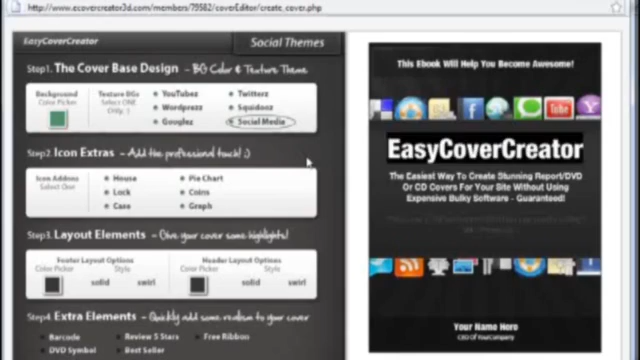 http://www.ecovercreator3d.com/members/79582/coverEditor/create_cover.php
EasyCoverCreator
Social Themes
Step1. The Cover Base Design – BG Color & Texture Theme
Background
Color Picker
Texture BGs
Select ONE
Only. :)
YouTubez
Wordprezz
Googlez
Twitterz
Squidooz
Social Media
Step2. Icon Extras – Add the professional touch! ;)
Icon Addons
Select One
House
Lock
Case
Pie Chart
Coins
Graph
Step3. Layout Elements – Give your cover some highlights!
Footer Layout Options
Color Picker
Style
solid
swirl
Header Layout Options
Color Picker
Style
solid
swirl
Step4. Extra Elements – Quickly add some realism to your cover
Barcode
DVD Symbol
Review 5 Stars
Best Seller
Free Ribbon
This Ebook Will Help You Become Awesome!
You Tube
EasyCoverCreator
The Easiest Way To Create Stunning Report/DVD
Or CD Covers For Your Site Without Using
Expensive Bulky Software - Guaranteed!
Your Name Here
CEO Of YourCompany